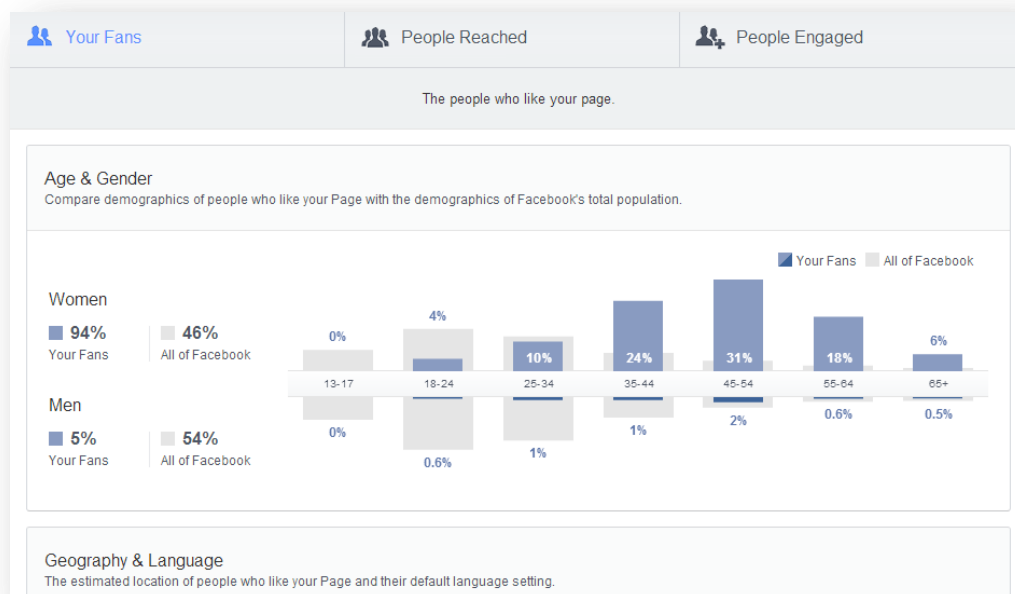 Your Fans
People Reached
People Engaged
The people who like your page.
Age & Gender
Compare demographics of people who like your Page with the demographics of Facebook's total population.
Your Fans
All of Facebook
Women
94%
46%
Your Fans
All of Facebook
0%
4%
10%
24%
31%
18%
6%
13-17
18-24
25-34
35-44
45-54
55-64
65+
Men
5%
54%
Your Fans
All of Facebook
0%
0.6%
1%
1%
2%
0.6%
0.5%
Geography & Language
The estimated location of people who like your Page and their default language setting.